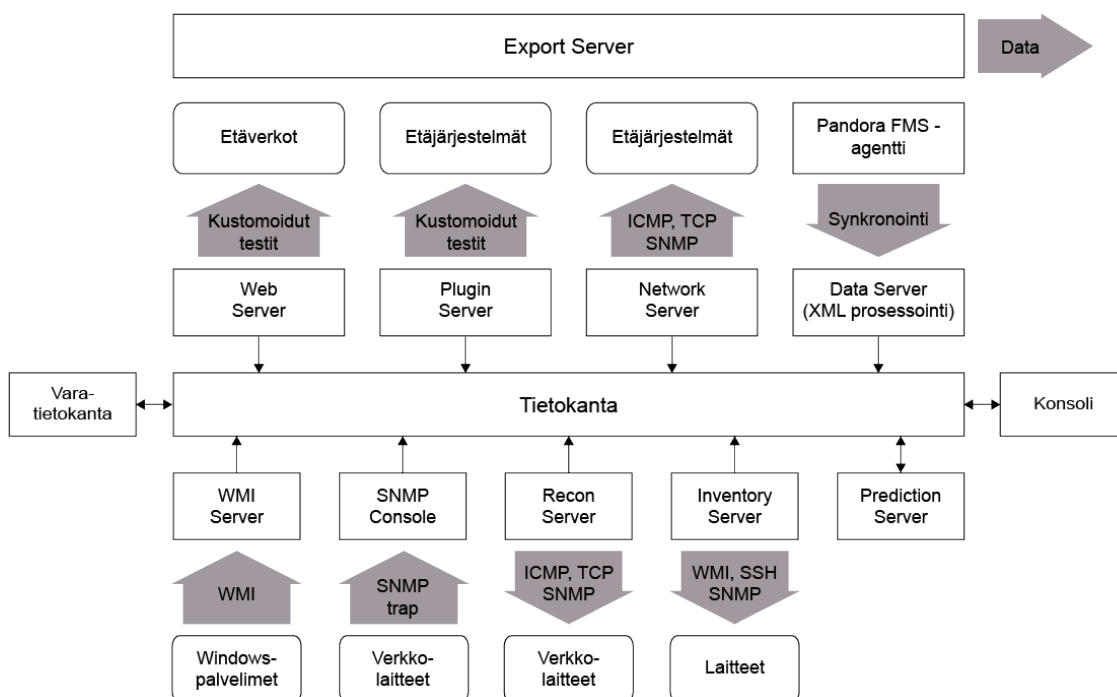 Export Server
Data
Etäverkot
Etäjärjestelmät
Etäjärjestelmät
Pandora FMS -
agentti
Kustomoidut
testit
Kustomoidut
testit
ICMP, TCP
SNMP
Synkronointi
Web
Server
Plugin
Server
Network
Server
Data Server
(XML prosessointi)
Vara-
tietokanta
Tietokanta
Konsoli
WMI
Server
SNMP
Console
Recon
Server
Inventory
Server
Prediction
Server
WMI
SNMP
trap
ICMP, TCP
SNMP
WMI, SSH
SNMP
Windows-
palvelimet
Verkko-
laitteet
Verkko-
laitteet
Laitteet